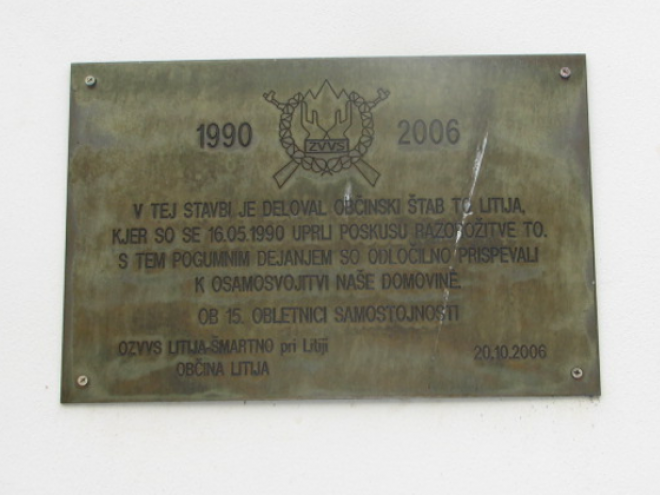 1990 2006
ZVVS
V TEJ STAVBI JE DELOVAL OBČINSKI ŠTAB TO LITIJA,
KJER SO SE 16.05.1990 UPRLI POSKUSU RAZOROŽITVE TO.
S TEM POGUMNIM DEJANJEM SO ODLOČILNO PRISPEVALI
K OSAMOSVOJITVI NAŠE DOMOVINE.
OB 15. OBLETNICI SAMOSTOJNOSTI
OZVVS LITIJA-ŠMARTNO pri Litiji 20.10.2006
OBČINA LITIJA